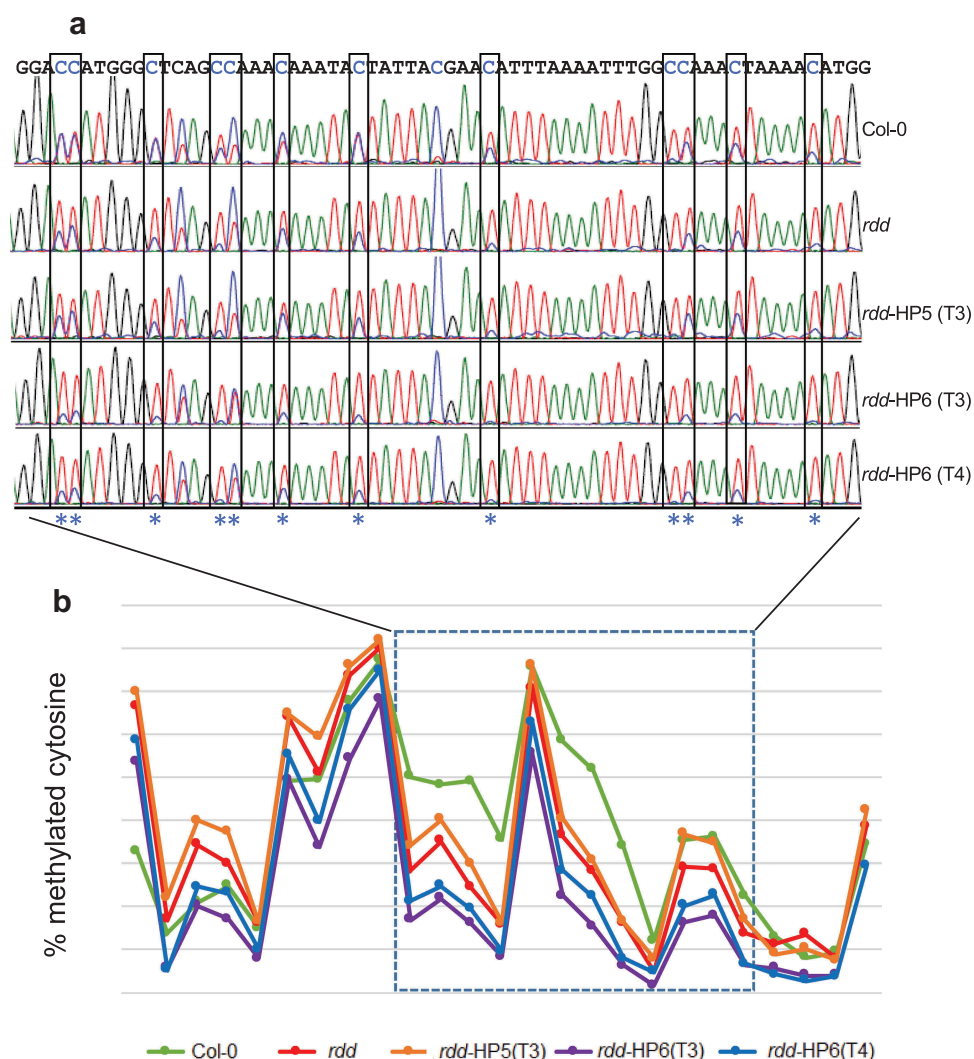 a
GGACCATGGGCTCAGCCAAACAAATACTATTACGAACATTTAAAATTTGGCCAAACTAAAACATGG
Col-0
rdd
rdd-HP5 (T3)
rdd-HP6 (T3)
rdd-HP6 (T4)
** * ** * * * ** * *
b
% methylated cytosine
Col-0 rdd rdd-HP5(T3) rdd-HP6(T3) rdd-HP6(T4)